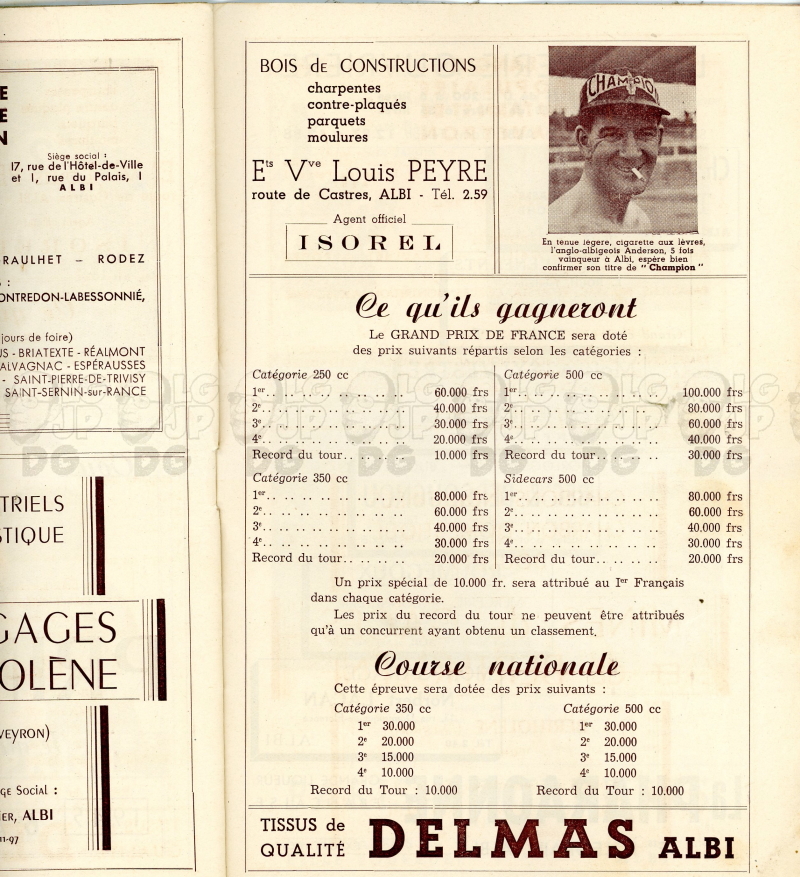 E
E
N
Siège social :
17, rue de l'Hôtel-de-Ville
et 1, rue du Palais, 1
ALBI
RAULHET – RODEZ
:
ONTREDON-LABESSONNIÉ,
jours de foire)
US - BRIATEXTE - RÉALMONT
ALVAGNAC - ESPÉRAUSSES
- SAINT-PIERRE-DE-TRIVISY
SAINT-SERNIN-sur-RANCE
TRIELS
STIQUE
GAGES
OLÈNE
VEYRON)
GE SOCIAL :
IER, ALBI
11-97
BOIS de CONSTRUCTIONS
charpentes
contre-plaqués
parquets
moulures
Ets Vve Louis PEYRE
route de Castres, ALBI - Tél. 2.59
Agent officiel
ISOREL
CHAMPION
En tenue légère, cigarette aux lèvres,
l'anglo-albigeois Anderson, 5 fois
vainqueur à Albi, espère bien
confirmer son titre de "Champion"
Ce qu'ils gagneront
Le GRAND PRIX DE FRANCE sera doté
des prix suivants répartis selon les catégories :
Catégorie 250 cc
1er.. .. .. .. .. .. .. .. 60.000 frs
2e.. .. .. .. .. .. .. .. 40.000 frs
3e.. .. .. .. .. .. .. .. 30.000 frs
4e.. .. .. .. .. .. .. .. 20.000 frs
Record du tour.. .. .. .. 10.000 frs
Catégorie 350 cc
1er.. .. .. .. .. .. .. .. 80.000 frs
2e.. .. .. .. .. .. .. .. 60.000 frs
3e.. .. .. .. .. .. .. .. 40.000 frs
4e.. .. .. .. .. .. .. .. 30.000 frs
Record du tour.. .. .. .. 20.000 frs
Catégorie 500 cc
1er.. .. .. .. .. .. .. .. 100.000 frs
2e.. .. .. .. .. .. .. .. 80.000 frs
3e.. .. .. .. .. .. .. .. 60.000 frs
4e.. .. .. .. .. .. .. .. 40.000 frs
Record du tour.. .. .. .. 30.000 frs
Sidecars 500 cc
1er.. .. .. .. .. .. .. .. 80.000 frs
2e.. .. .. .. .. .. .. .. 60.000 frs
3e.. .. .. .. .. .. .. .. 40.000 frs
4e.. .. .. .. .. .. .. .. 30.000 frs
Record du tour.. .. .. .. 20.000 frs
Un prix spécial de 10.000 fr. sera attribué au Ier Français
dans chaque catégorie.
Les prix du record du tour ne peuvent être attribués
qu'à un concurrent ayant obtenu un classement.
Course nationale
Cette épreuve sera dotée des prix suivants :
Catégorie 350 cc
1er 30.000
2e 20.000
3e 15.000
4e 10.000
Record du Tour : 10.000
Catégorie 500 cc
1er 30.000
2e 20.000
3e 15.000
4e 10.000
Record du Tour : 10.000
TISSUS de
QUALITÉ
DELMAS ALBI